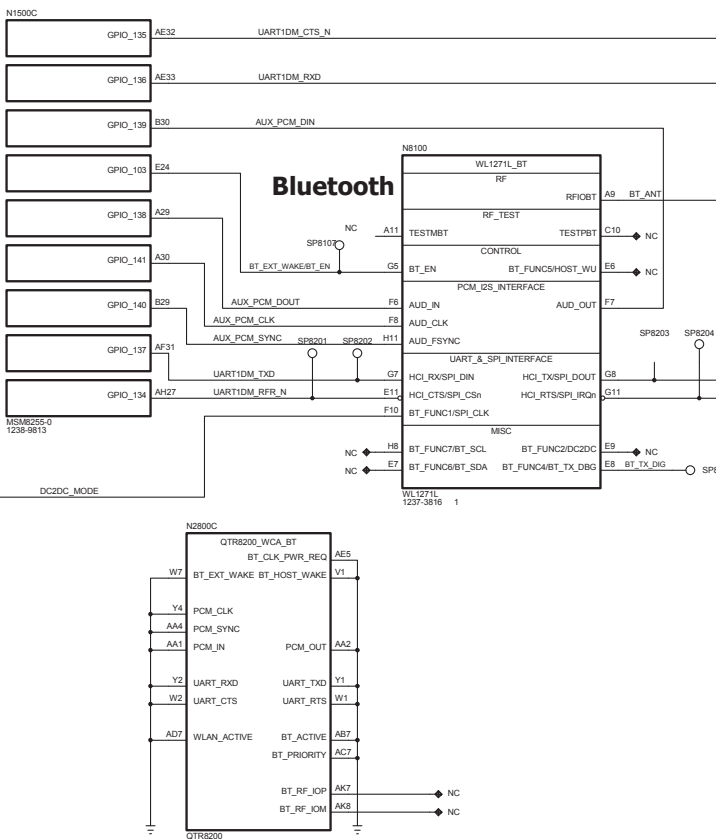 N1500C
GPIO_135 AE32 UART1DM_CTS_N
GPIO_136 AE33 UART1DM_RXD
GPIO_139 B30 AUX_PCM_DIN
GPIO_103 E24
GPIO_138 A29
GPIO_141 A30
GPIO_140 B29
GPIO_137 AF31
GPIO_134 AH27
MSM8255-0
1238-9813
Bluetooth
N8100
WL1271L_BT
RF
RFIOBT A9 BT_ANT
RF_TEST
NC A11 TESTMBT TESTPBT C10 NC
CONTROL
SP8107
BT_EXT_WAKE/BT_EN G5 BT_EN BT_FUNC5/HOST_WU E6 NC
PCM_I2S_INTERFACE
AUX_PCM_DOUT F6 AUD_IN AUD_OUT F7
AUX_PCM_CLK F8 AUD_CLK
AUX_PCM_SYNC H11 AUD_FSYNC
SP8201 SP8202 SP8203 SP8204
UART_&_SPI_INTERFACE
UART1DM_TXD G7 HCI_RX/SPI_DIN HCI_TX/SPI_DOUT G8
UART1DM_RFR_N E11 HCI_CTS/SPI_CSn HCI_RTS/SPI_IRQn G11
F10 BT_FUNC1/SPI_CLK
MISC
NC H8 BT_FUNC7/BT_SCL BT_FUNC2/DC2DC E9 NC
NC E7 BT_FUNC6/BT_SDA BT_FUNC4/BT_TX_DBG E8 BT_TX_DIG SP8
DC2DC_MODE
WL1271L
1237-3816 1
N2800C
QTR8200_WCA_BT
BT_CLK_PWR_REQ AE5
W7 BT_EXT_WAKE BT_HOST_WAKE V1
Y4 PCM_CLK
AA4 PCM_SYNC
AA1 PCM_IN PCM_OUT AA2
Y2 UART_RXD UART_TXD Y1
W2 UART_CTS UART_RTS W1
AD7 WLAN_ACTIVE BT_ACTIVE AB7
BT_PRIORITY AC7
BT_RF_IOP AK7 NC
BT_RF_IOM AK8 NC
QTR8200